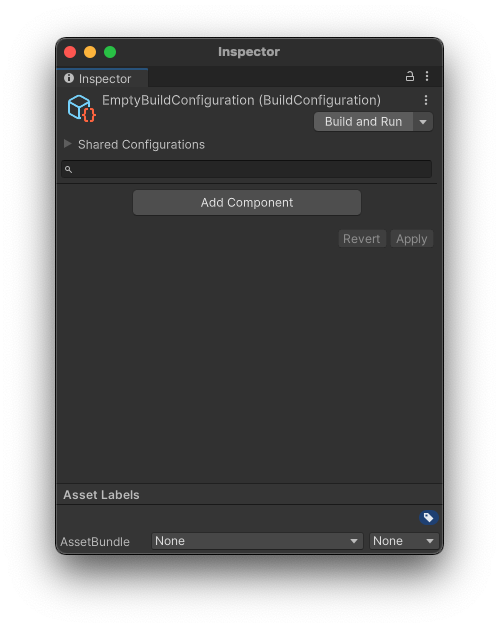 Inspector
Inspector
EmptyBuildConfiguration (BuildConfiguration)
Build and Run
Shared Configurations
Add Component
Revert Apply
Asset Labels
AssetBundle None None